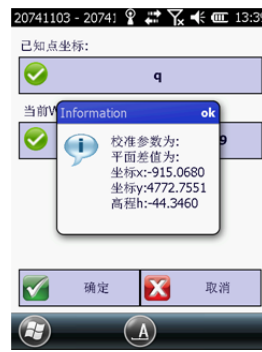 20741103 - 20741 13:39
已知点坐标:
q
当前W
Information ok
9
校准参数为:
平面差值为:
坐标x:-915.0680
坐标y:4772.7551
高程h:-44.3460
确定 取消
A